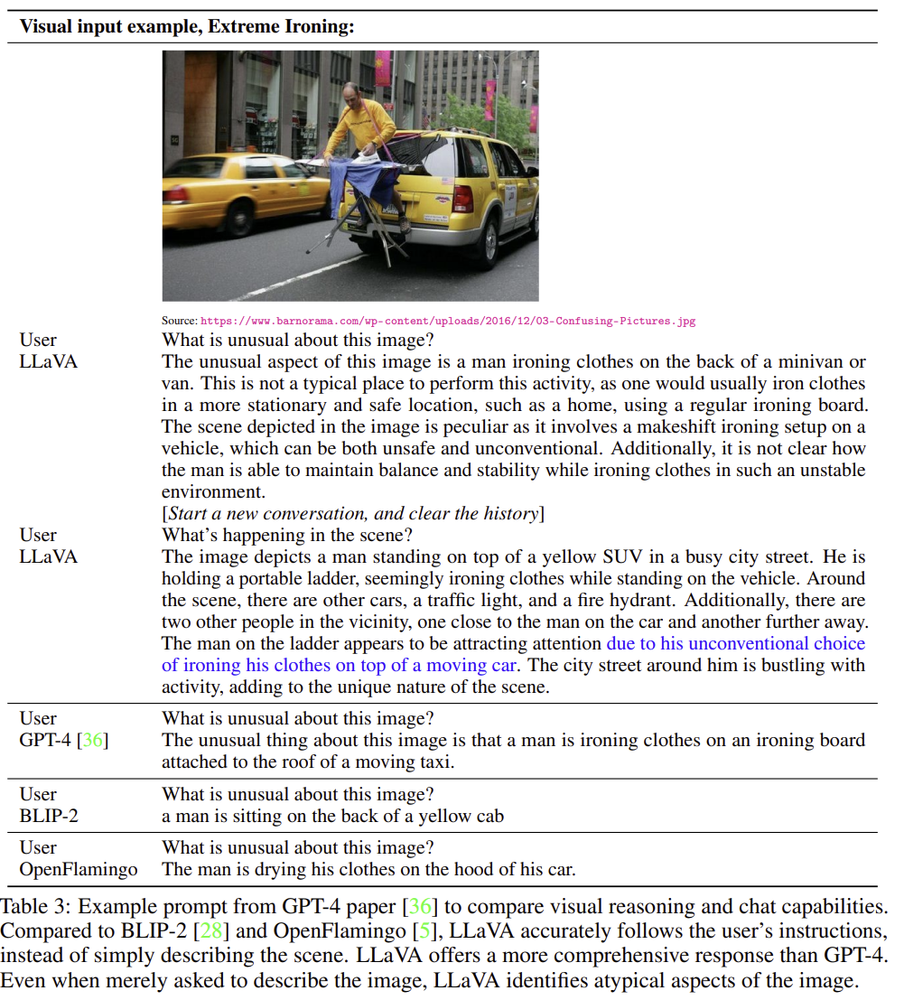 Visual input example, Extreme Ironing:
Source: https://www.barnorama.com/wp-content/uploads/2016/12/03-Confusing-Pictures.jpg
User What is unusual about this image?
LLaVA The unusual aspect of this image is a man ironing clothes on the back of a minivan or
van. This is not a typical place to perform this activity, as one would usually iron clothes
in a more stationary and safe location, such as a home, using a regular ironing board.
The scene depicted in the image is peculiar as it involves a makeshift ironing setup on a
vehicle, which can be both unsafe and unconventional. Additionally, it is not clear how
the man is able to maintain balance and stability while ironing clothes in such an unstable
environment.
[Start a new conversation, and clear the history]
User What's happening in the scene?
LLaVA The image depicts a man standing on top of a yellow SUV in a busy city street. He is
holding a portable ladder, seemingly ironing clothes while standing on the vehicle. Around
the scene, there are other cars, a traffic light, and a fire hydrant. Additionally, there are
two other people in the vicinity, one close to the man on the car and another further away.
The man on the ladder appears to be attracting attention due to his unconventional choice
of ironing his clothes on top of a moving car. The city street around him is bustling with
activity, adding to the unique nature of the scene.
User What is unusual about this image?
GPT-4 [36] The unusual thing about this image is that a man is ironing clothes on an ironing board
attached to the roof of a moving taxi.
User What is unusual about this image?
BLIP-2 a man is sitting on the back of a yellow cab
User What is unusual about this image?
OpenFlamingo The man is drying his clothes on the hood of his car.
Table 3: Example prompt from GPT-4 paper [36] to compare visual reasoning and chat capabilities.
Compared to BLIP-2 [28] and OpenFlamingo [5], LLaVA accurately follows the user's instructions,
instead of simply describing the scene. LLaVA offers a more comprehensive response than GPT-4.
Even when merely asked to describe the image, LLaVA identifies atypical aspects of the image.